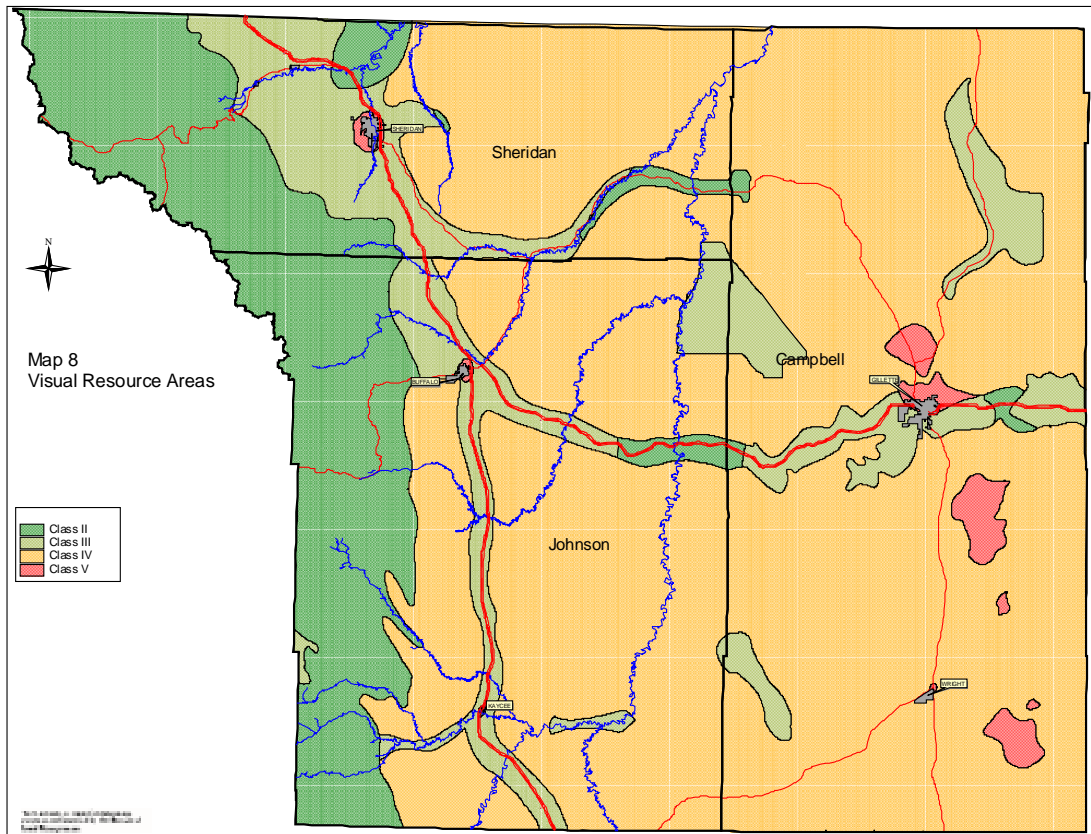 SHERIDAN
Sheridan
N
Map 8
Visual Resource Areas
Campbell
BUFFALO
GILLETTE
Class II
Class III
Class IV
Class V
Johnson
WRIGHT
KAYCEE